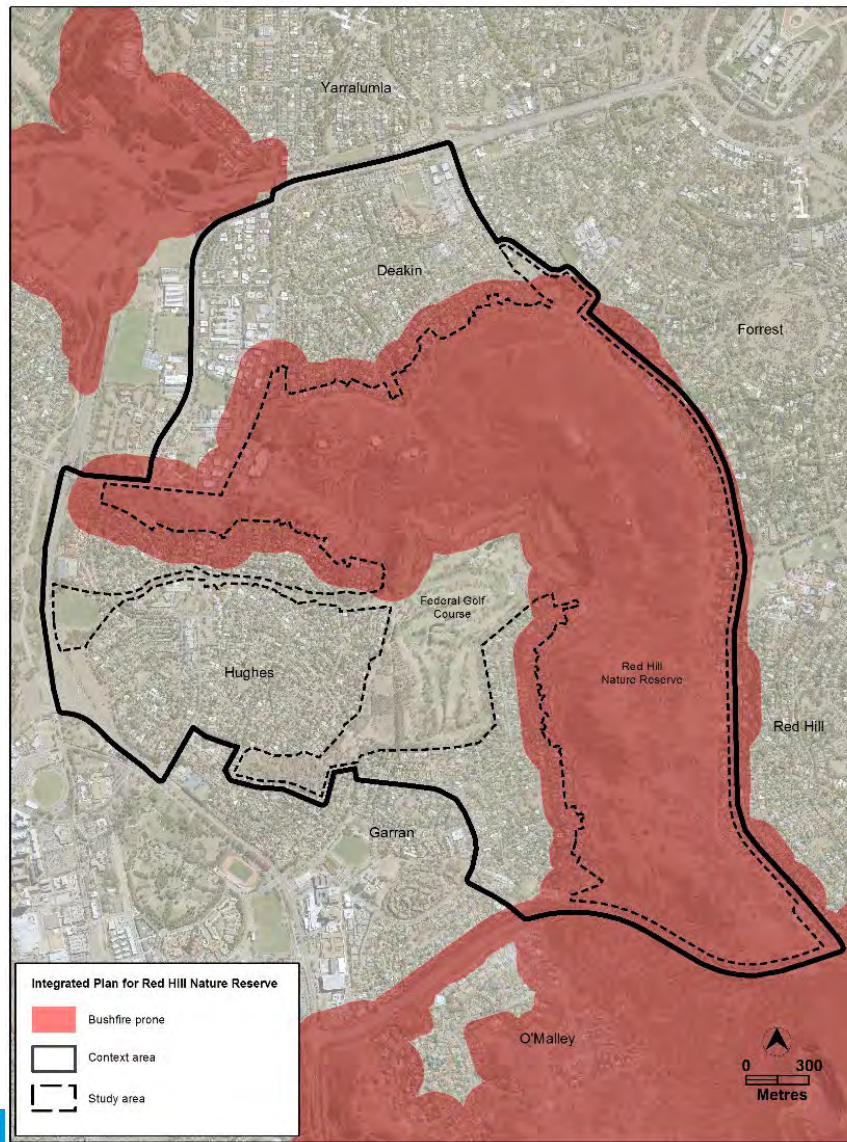 Yarralumla
Deakin
Forrest
Federal Golf
Course
Hughes
Red Hill
Nature Reserve
Red Hill
Garran
O'Malley
Integrated Plan for Red Hill Nature Reserve
Bushfire prone
Context area
Study area
0 300
Metres